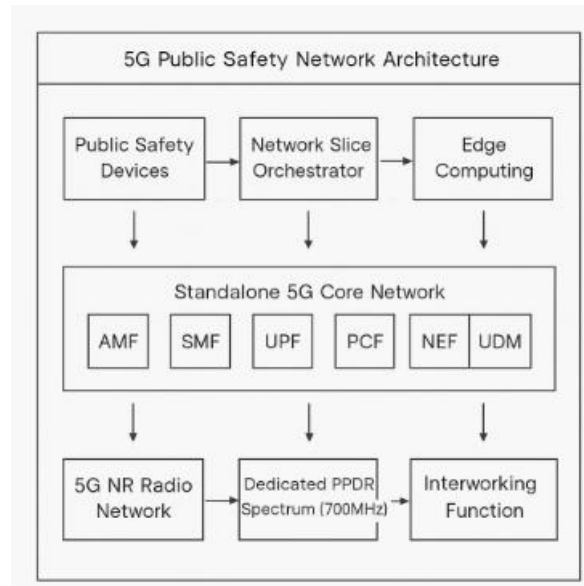 5G Public Safety Network Architecture
Public Safety
Devices
Network Slice
Orchestrator
Edge
Computing
Standalone 5G Core Network
AMF SMF UPF PCF NEF UDM
5G NR Radio
Network
Dedicated PPDR
Spectrum (700MHz)
Interworking
Function